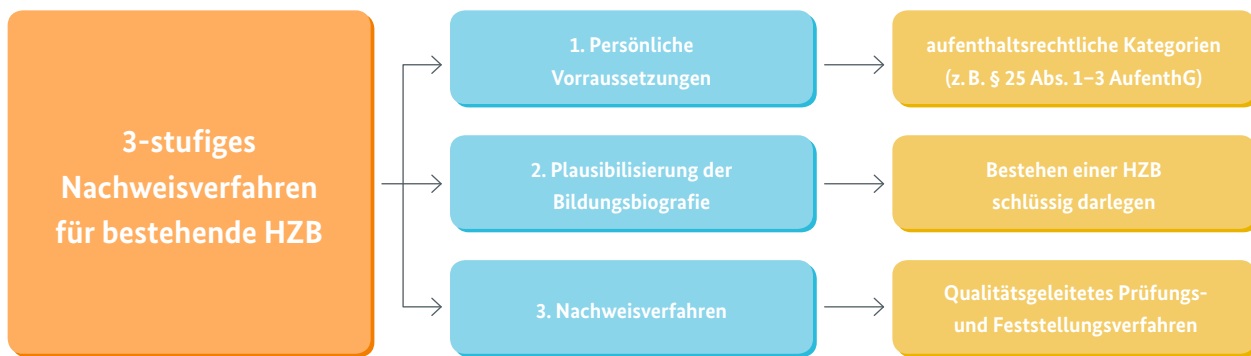 3-stufiges
Nachweisverfahren
für bestehende HZB
1. Persönliche
Vorraussetzungen
aufenthaltsrechtliche Kategorien
(z. B. § 25 Abs. 1–3 AufenthG)
2. Plausibilisierung der
Bildungsbiografie
Bestehen einer HZB
schlüssig darlegen
3. Nachweisverfahren
Qualitätsgeleitetes Prüfungs-
und Feststellungsverfahren